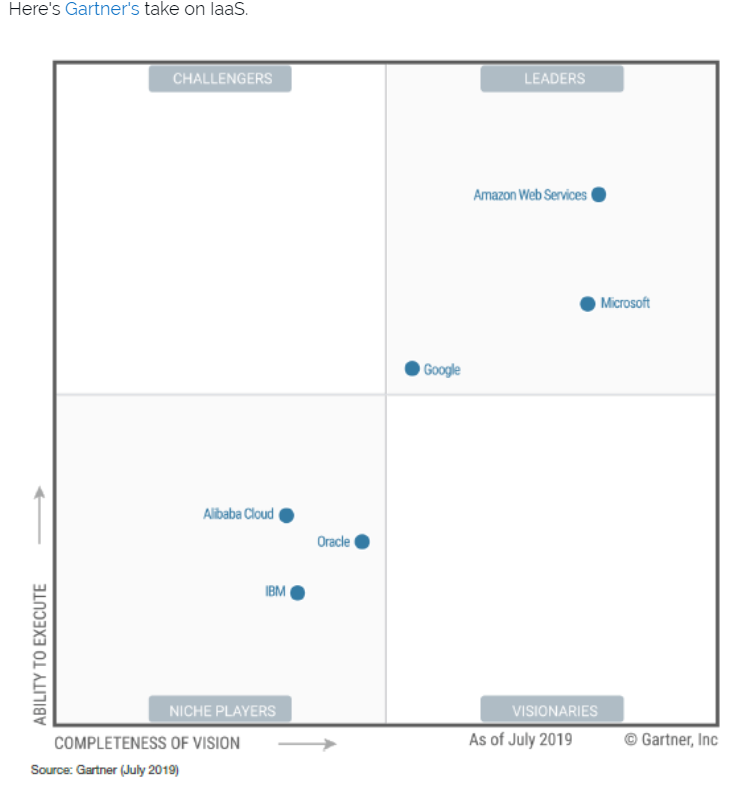 Here's Gartner's take on IaaS.
CHALLENGERS
LEADERS
Amazon Web Services
Microsoft
Google
Alibaba Cloud
Oracle
IBM
ABILITY TO EXECUTE
NICHE PLAYERS
VISIONARIES
COMPLETENESS OF VISION
As of July 2019
© Gartner, Inc
Source: Gartner (July 2019)